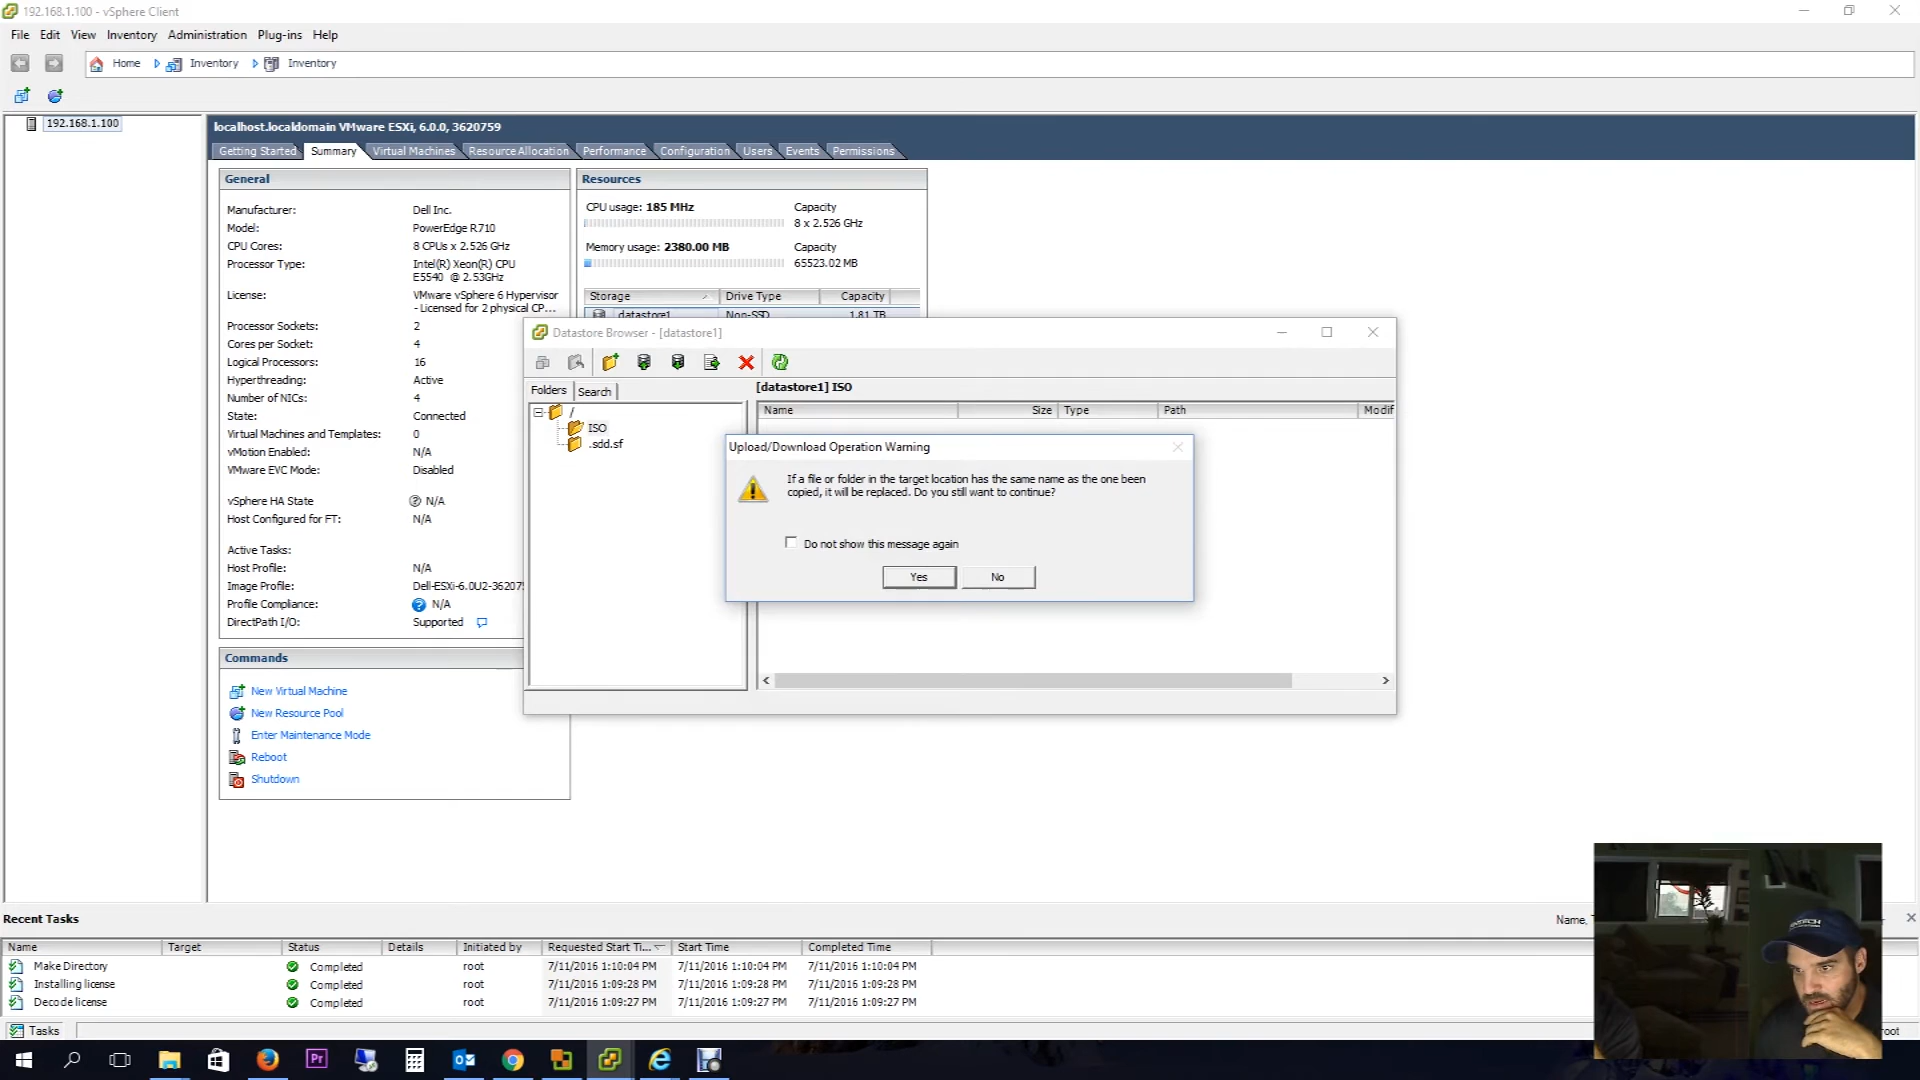 192.168.1.100 - vSphere Client
File Edit View Inventory Administration Plug-ins Help
Home Inventory Inventory
192.168.1.100
localhost.localdomain VMware ESXi, 6.0.0, 3620759
Getting Started Summary Virtual Machines Resource Allocation Performance Configuration Users Events Permissions
General
Manufacturer: Dell Inc.
Model: PowerEdge R710
CPU Cores: 8 CPUs x 2.526 GHz
Processor Type: Intel(R) Xeon(R) CPU
E5540 @ 2.53GHz
License: VMware vSphere 6 Hypervisor
- Licensed for 2 physical CP...
Processor Sockets: 2
Cores per Socket: 4
Logical Processors: 16
Hyperthreading: Active
Number of NICs: 4
State: Connected
Virtual Machines and Templates: 0
vMotion Enabled: N/A
VMware EVC Mode: Disabled
vSphere HA State N/A
Host Configured for FT: N/A
Active Tasks:
Host Profile: N/A
Image Profile: Dell-ESXi-6.0U2-362075
Profile Compliance: N/A
DirectPath I/O: Supported
Resources
CPU usage: 185 MHz Capacity
8 x 2.526 GHz
Memory usage: 2380.00 MB Capacity
65523.02 MB
Storage Drive Type Capacity
datastore1 Non-SSD 1.81 TB
Commands
New Virtual Machine
New Resource Pool
Enter Maintenance Mode
Reboot
Shutdown
Datastore Browser - [datastore1]
Folders Search
/
ISO
.sdd.sf
[datastore1] ISO
Name Size Type Path Modif
Upload/Download Operation Warning
If a file or folder in the target location has the same name as the one been
copied, it will be replaced. Do you still want to continue?
Do not show this message again
Yes No
Recent Tasks
Name,
Name Target Status Details Initiated by Requested Start Ti... Start Time Completed Time
Make Directory Completed root 7/11/2016 1:10:04 PM 7/11/2016 1:10:04 PM 7/11/2016 1:10:04 PM
Installing license Completed root 7/11/2016 1:09:28 PM 7/11/2016 1:09:28 PM 7/11/2016 1:09:28 PM
Decode license Completed root 7/11/2016 1:09:27 PM 7/11/2016 1:09:27 PM 7/11/2016 1:09:27 PM
Tasks
root
Pr